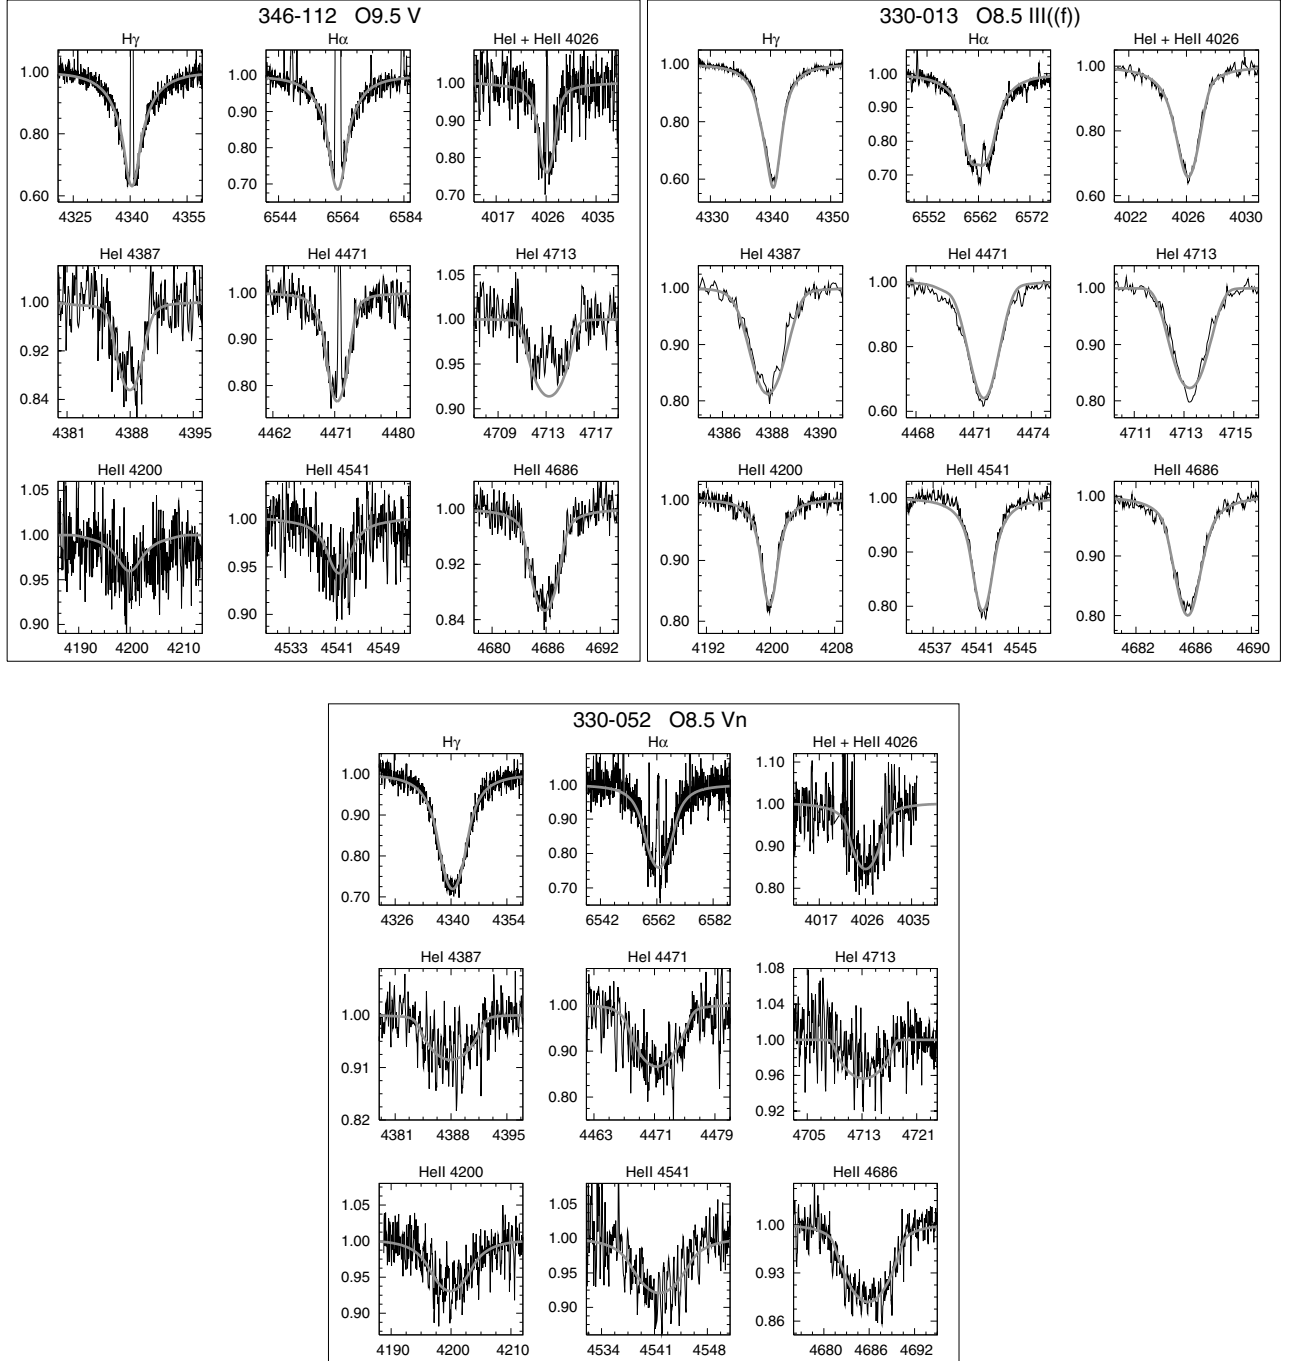 346-112 O9.5 V
Hγ Hα HeI + HeII 4026
1.00 0.80 0.60
4325 4340 4355
1.00 0.90 0.80 0.70
6544 6564 6584
1.00 0.90 0.80 0.70
4017 4026 4035
HeI 4387 HeI 4471 HeI 4713
1.00 0.92 0.84
4381 4388 4395
1.00 0.90 0.80
4462 4471 4480
1.05 1.00 0.95 0.90
4709 4713 4717
HeII 4200 HeII 4541 HeII 4686
1.05 1.00 0.95 0.90
4190 4200 4210
1.00 0.95 0.90
4533 4541 4549
1.00 0.92 0.84
4680 4686 4692
330-013 O8.5 III((f))
Hγ Hα HeI + HeII 4026
1.00 0.80 0.60
4330 4340 4352
1.00 0.90 0.80 0.70
6552 6562 6572
1.00 0.90 0.80 0.70 0.60
4022 4026 4030
HeI 4387 HeI 4471 HeI 4713
1.00 0.90 0.80
4386 4388 4390
1.00 0.80 0.60
4468 4471 4474
1.00 0.90 0.80
4711 4713 4715
HeII 4200 HeII 4541 HeII 4686
1.00 0.90 0.80
4192 4200 4208
1.00 0.90 0.80
4537 4541 4545
1.00 0.90 0.80
4682 4686 4690
330-052 O8.5 Vn
Hγ Hα HeI + HeII 4026
1.00 0.90 0.80 0.70
4326 4340 4354
1.00 0.90 0.80 0.70
6542 6562 6582
1.10 1.00 0.90 0.80
4017 4026 4035
HeI 4387 HeI 4471 HeI 4713
1.00 0.91 0.82
4381 4388 4395
1.00 0.90 0.80
4463 4471 4479
1.08 1.04 1.00 0.96 0.92
4705 4713 4721
HeII 4200 HeII 4541 HeII 4686
1.05 1.00 0.95 0.90
4190 4200 4210
1.05 1.00 0.95 0.90
4534 4541 4548
1.00 0.93 0.86
4680 4686 4692